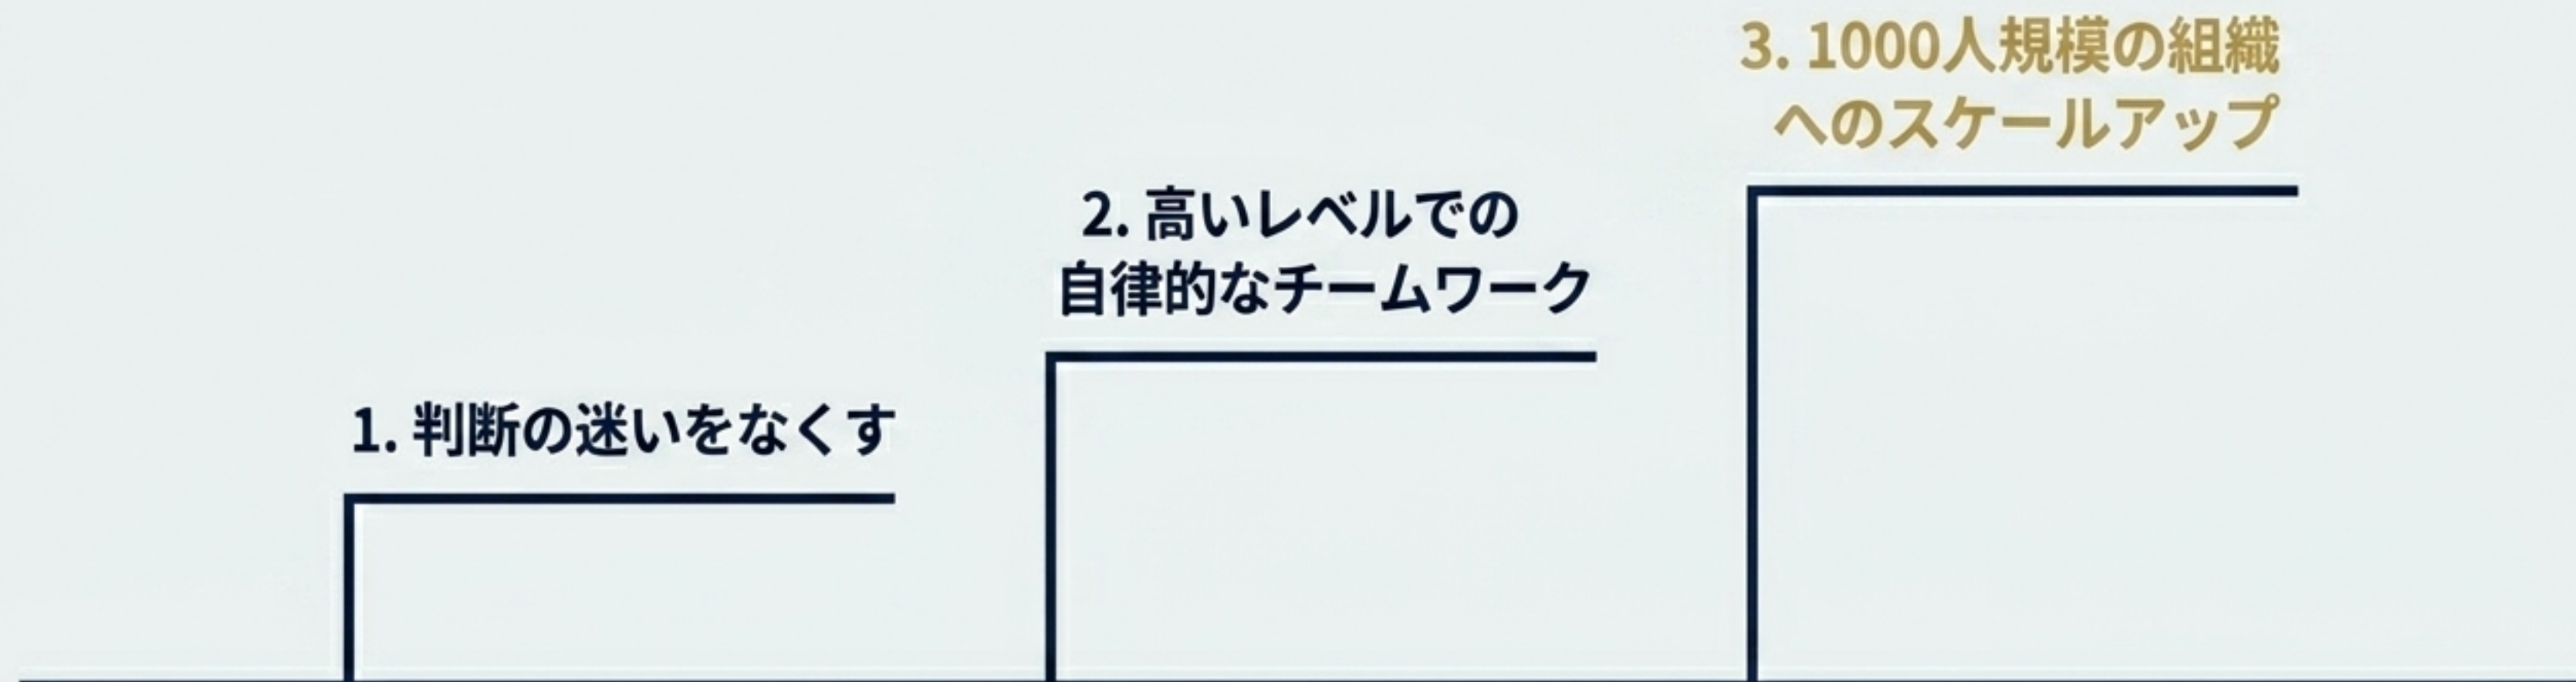 1. 判断の迷いをなくす
2. 高いレベルでの
自律的なチームワーク
3. 1000人規模の組織
へのスケールアップ